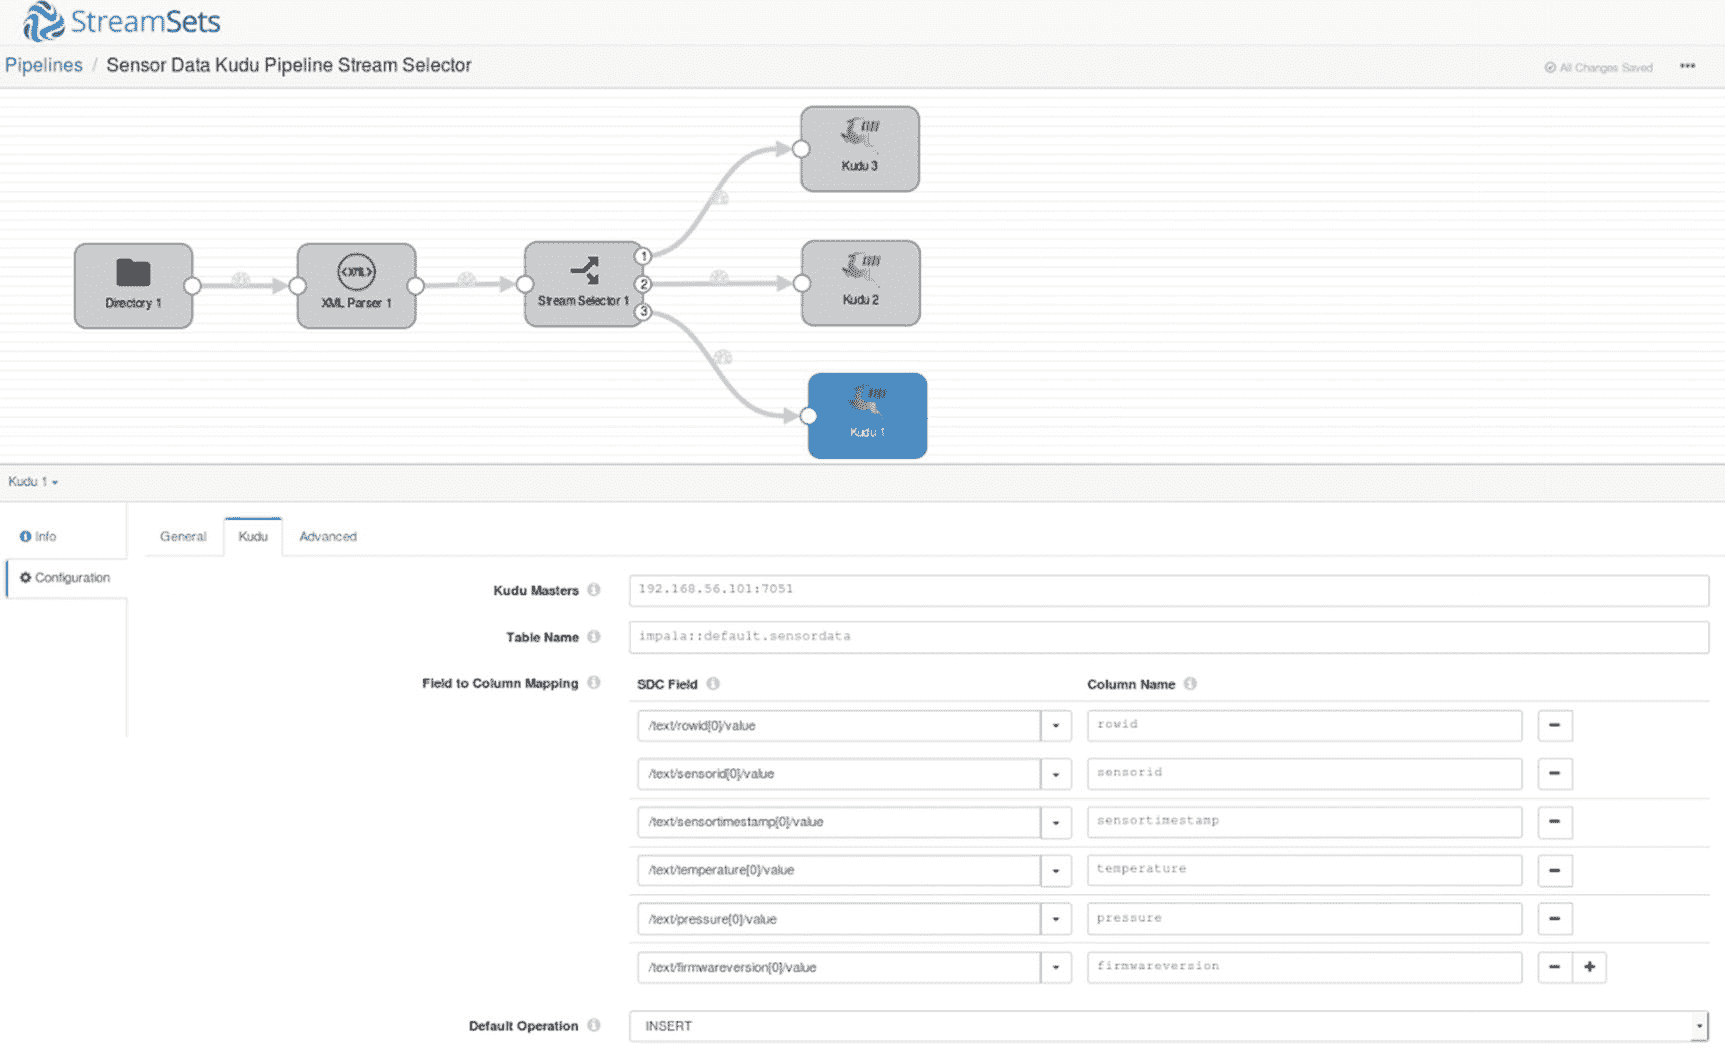 StreamSets
Pipelines / Sensor Data Kudu Pipeline Stream Selector
All Changes Saved
Kudu 3
Directory 1
<XML>
XML Parser 1
Stream Selector 1
1
2
3
Kudu 2
Kudu 1
Kudu 1
Info
Configuration
General Kudu Advanced
Kudu Masters 192.168.56.101:7051
Table Name impala::default.sensordata
Field to Column Mapping SDC Field Column Name
/text/rowid[0]/value rowid
/text/sensorid[0]/value sensorid
/text/sensortimestamp[0]/value sensortimestamp
/text/temperature[0]/value temperature
/text/pressure[0]/value pressure
/text/firmwareversion[0]/value firmwareversion
Default Operation INSERT